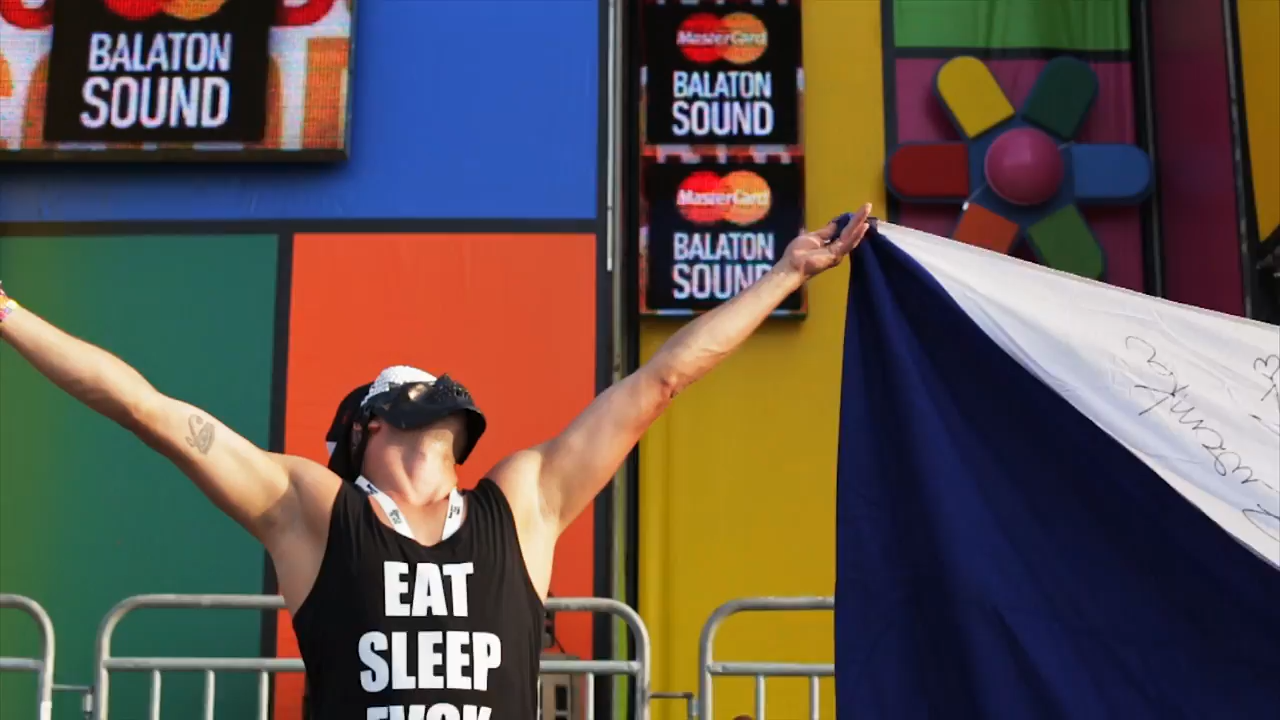 BALATON
SOUND
MasterCard
BALATON
SOUND
MasterCard
BALATON
SOUND
EAT
SLEEP